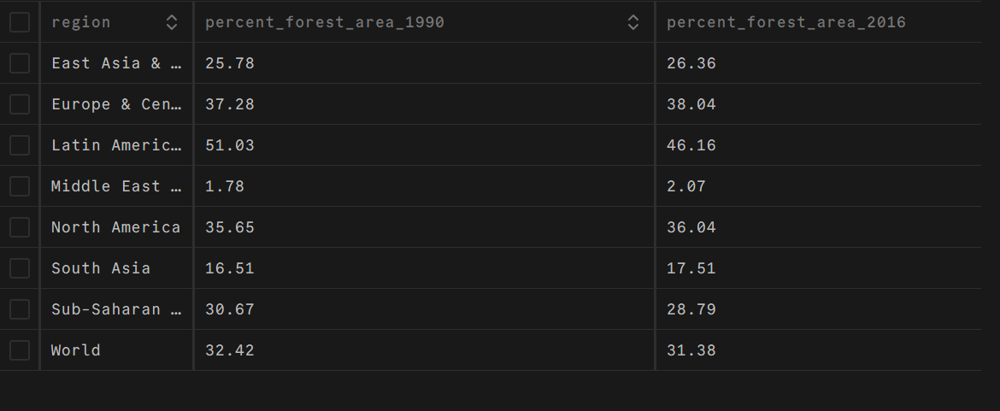 region percent_forest_area_1990 percent_forest_area_2016
East Asia & … 25.78 26.36
Europe & Cen… 37.28 38.04
Latin Americ… 51.03 46.16
Middle East … 1.78 2.07
North America 35.65 36.04
South Asia 16.51 17.51
Sub-Saharan … 30.67 28.79
World 32.42 31.38